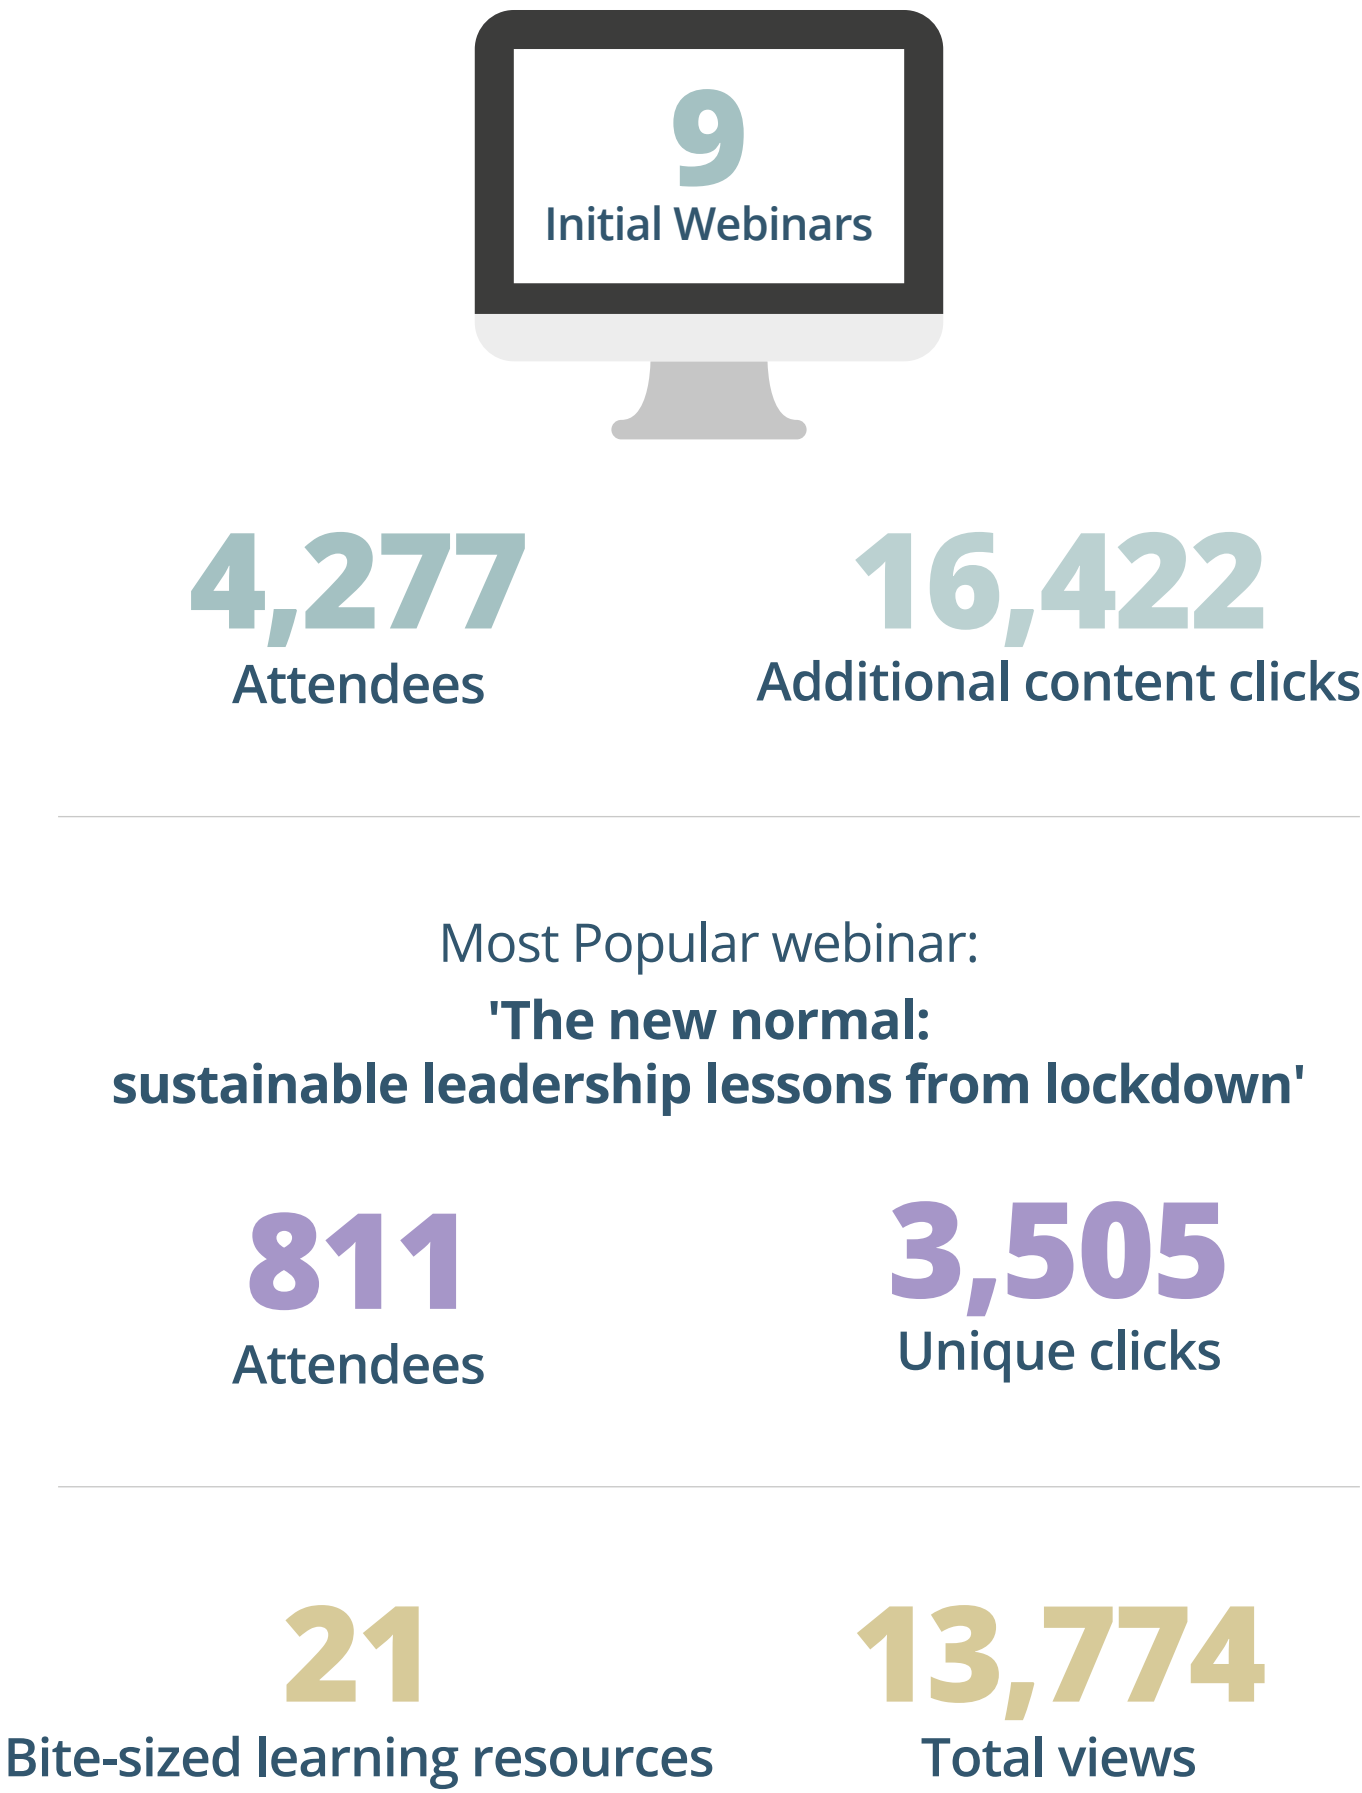 9
Initial Webinars
4,277
Attendees
16,422
Additional content clicks
Most Popular webinar:
'The new normal:
sustainable leadership lessons from lockdown'
811
Attendees
3,505
Unique clicks
21
Bite-sized learning resources
13,774
Total views